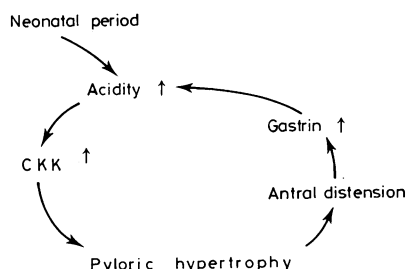 Neonatal period
Acidity ↑
Gastrin ↑
CKK ↑
Antral distension
Pyloric hypertrophy